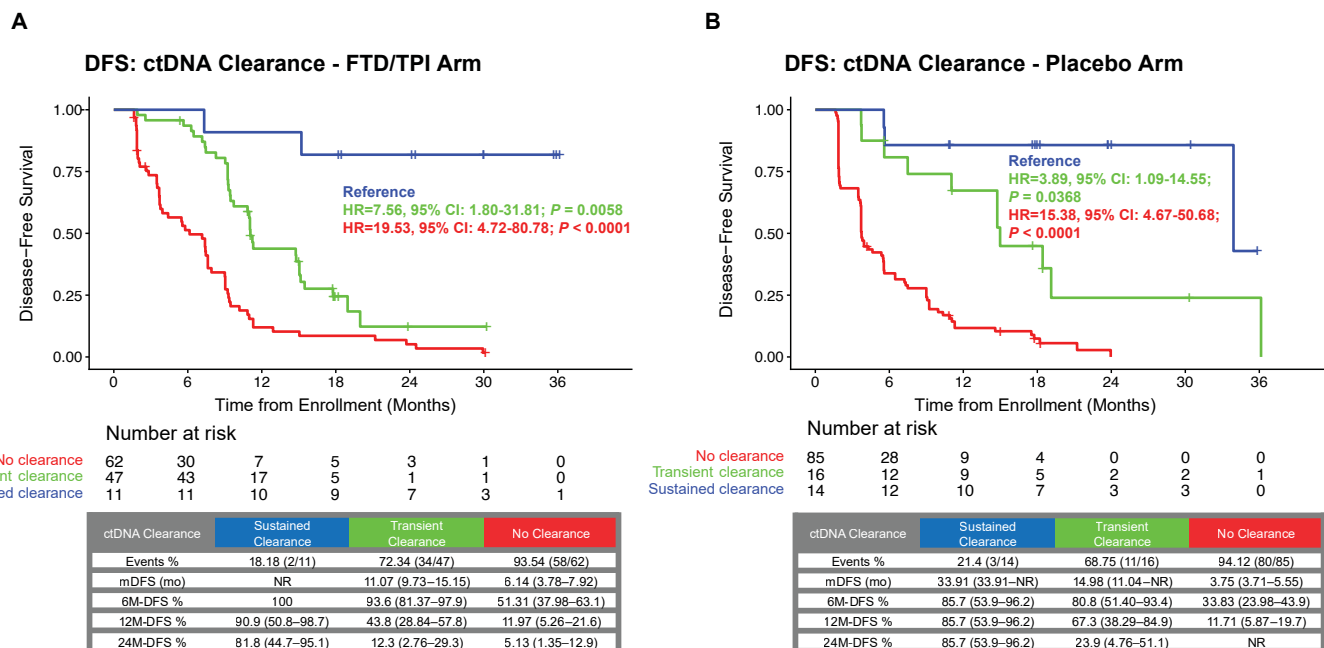 A
DFS: ctDNA Clearance - FTD/TPI Arm
Disease-Free Survival
1.00
0.75
0.50
0.25
0.00
Reference
HR=7.56, 95% CI: 1.80-31.81; P = 0.0058
HR=19.53, 95% CI: 4.72-80.78; P < 0.0001
0 6 12 18 24 30 36
Time from Enrollment (Months)
Number at risk
No clearance 62 30 7 5 3 1 0
nt clearance 47 43 17 5 1 1 0
ed clearance 11 11 10 9 7 3 1
ctDNA Clearance Sustained Clearance Transient Clearance No Clearance
Events % 18.18 (2/11) 72.34 (34/47) 93.54 (58/62)
mDFS (mo) NR 11.07 (9.73–15.15) 6.14 (3.78–7.92)
6M-DFS % 100 93.6 (81.37–97.9) 51.31 (37.98–63.1)
12M-DFS % 90.9 (50.8–98.7) 43.8 (28.84–57.8) 11.97 (5.26–21.6)
24M-DFS % 81.8 (44.7–95.1) 12.3 (2.76–29.3) 5.13 (1.35–12.9)
B
DFS: ctDNA Clearance - Placebo Arm
Disease-Free Survival
1.00
0.75
0.50
0.25
0.00
Reference
HR=3.89, 95% CI: 1.09-14.55;
P = 0.0368
HR=15.38, 95% CI: 4.67-50.68;
P < 0.0001
0 6 12 18 24 30 36
Time from Enrollment (Months)
Number at risk
No clearance 85 28 9 4 0 0 0
Transient clearance 16 12 9 5 2 2 1
Sustained clearance 14 12 10 7 3 3 0
ctDNA Clearance Sustained Clearance Transient Clearance No Clearance
Events % 21.4 (3/14) 68.75 (11/16) 94.12 (80/85)
mDFS (mo) 33.91 (33.91–NR) 14.98 (11.04–NR) 3.75 (3.71–5.55)
6M-DFS % 85.7 (53.9–96.2) 80.8 (51.40–93.4) 33.83 (23.98–43.9)
12M-DFS % 85.7 (53.9–96.2) 67.3 (38.29–84.9) 11.71 (5.87–19.7)
24M-DFS % 85.7 (53.9–96.2) 23.9 (4.76–51.1) NR